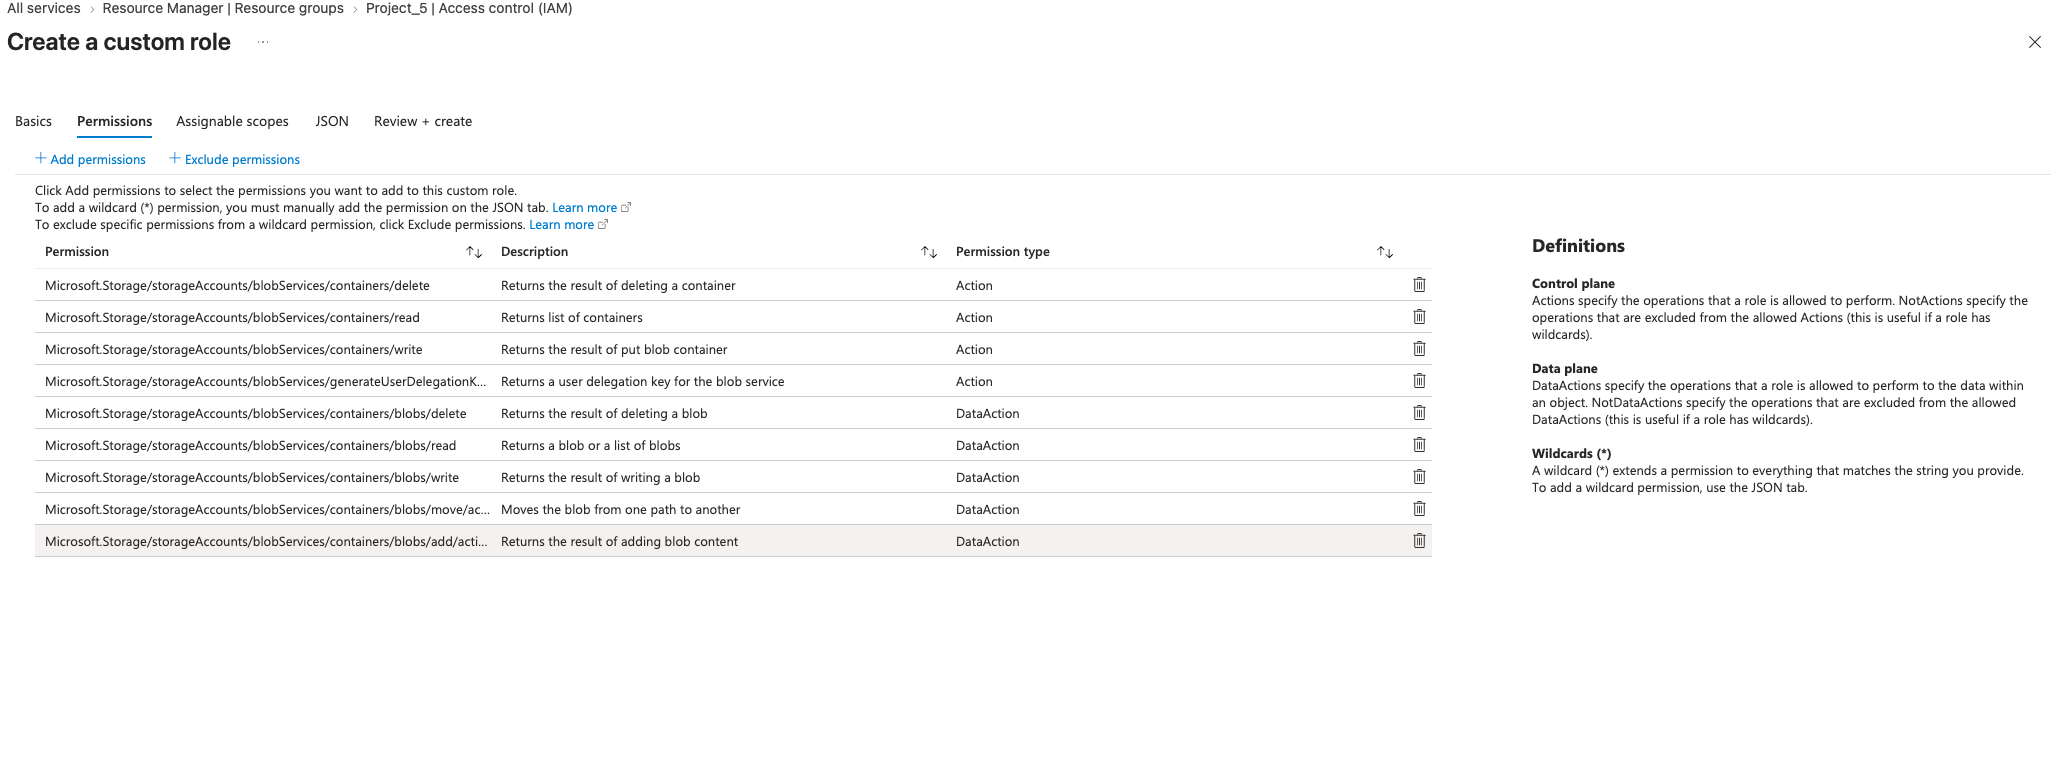 All services > Resource Manager | Resource groups > Project_5 | Access control (IAM)
Create a custom role ...
Basics Permissions Assignable scopes JSON Review + create
+ Add permissions + Exclude permissions
Click Add permissions to select the permissions you want to add to this custom role.
To add a wildcard (*) permission, you must manually add the permission on the JSON tab. Learn more
To exclude specific permissions from a wildcard permission, click Exclude permissions. Learn more
Permission ↑↓ Description ↑↓ Permission type ↑↓
Microsoft.Storage/storageAccounts/blobServices/containers/delete Returns the result of deleting a container Action
Microsoft.Storage/storageAccounts/blobServices/containers/read Returns list of containers Action
Microsoft.Storage/storageAccounts/blobServices/containers/write Returns the result of put blob container Action
Microsoft.Storage/storageAccounts/blobServices/generateUserDelegationK... Returns a user delegation key for the blob service Action
Microsoft.Storage/storageAccounts/blobServices/containers/blobs/delete Returns the result of deleting a blob DataAction
Microsoft.Storage/storageAccounts/blobServices/containers/blobs/read Returns a blob or a list of blobs DataAction
Microsoft.Storage/storageAccounts/blobServices/containers/blobs/write Returns the result of writing a blob DataAction
Microsoft.Storage/storageAccounts/blobServices/containers/blobs/move/ac... Moves the blob from one path to another DataAction
Microsoft.Storage/storageAccounts/blobServices/containers/blobs/add/acti... Returns the result of adding blob content DataAction
Definitions
Control plane
Actions specify the operations that a role is allowed to perform. NotActions specify the
operations that are excluded from the allowed Actions (this is useful if a role has
wildcards).
Data plane
DataActions specify the operations that a role is allowed to perform to the data within
an object. NotDataActions specify the operations that are excluded from the allowed
DataActions (this is useful if a role has wildcards).
Wildcards (*)
A wildcard (*) extends a permission to everything that matches the string you provide.
To add a wildcard permission, use the JSON tab.